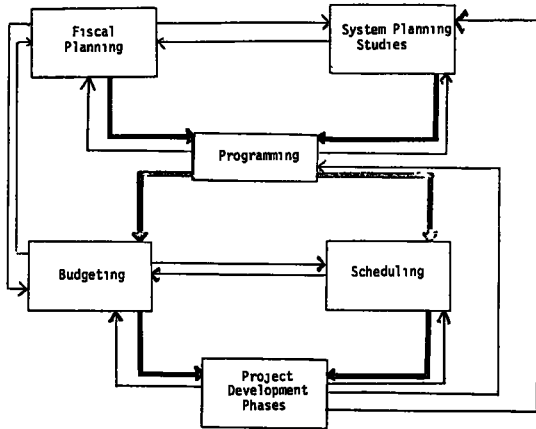 Fiscal
Planning
System Planning
Studies
Programming
Budgeting
Scheduling
Project
Development
Phases